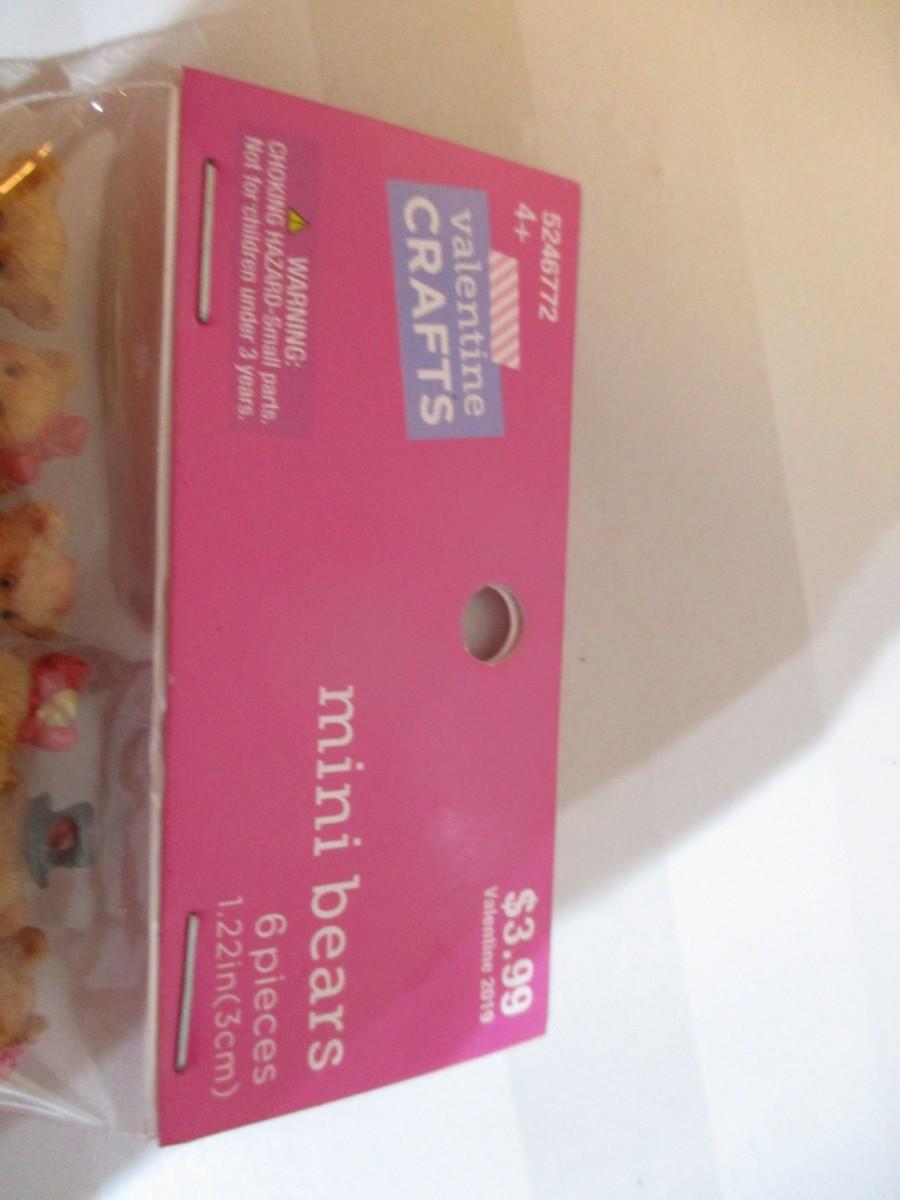 5246772
4+
valentine
CRAFTS
WARNING:
CHOKING HAZARD-Small parts.
Not for children under 3 years.
$3.99
Valentine 2019
mini bears
6 pieces
1.22in(3cm)